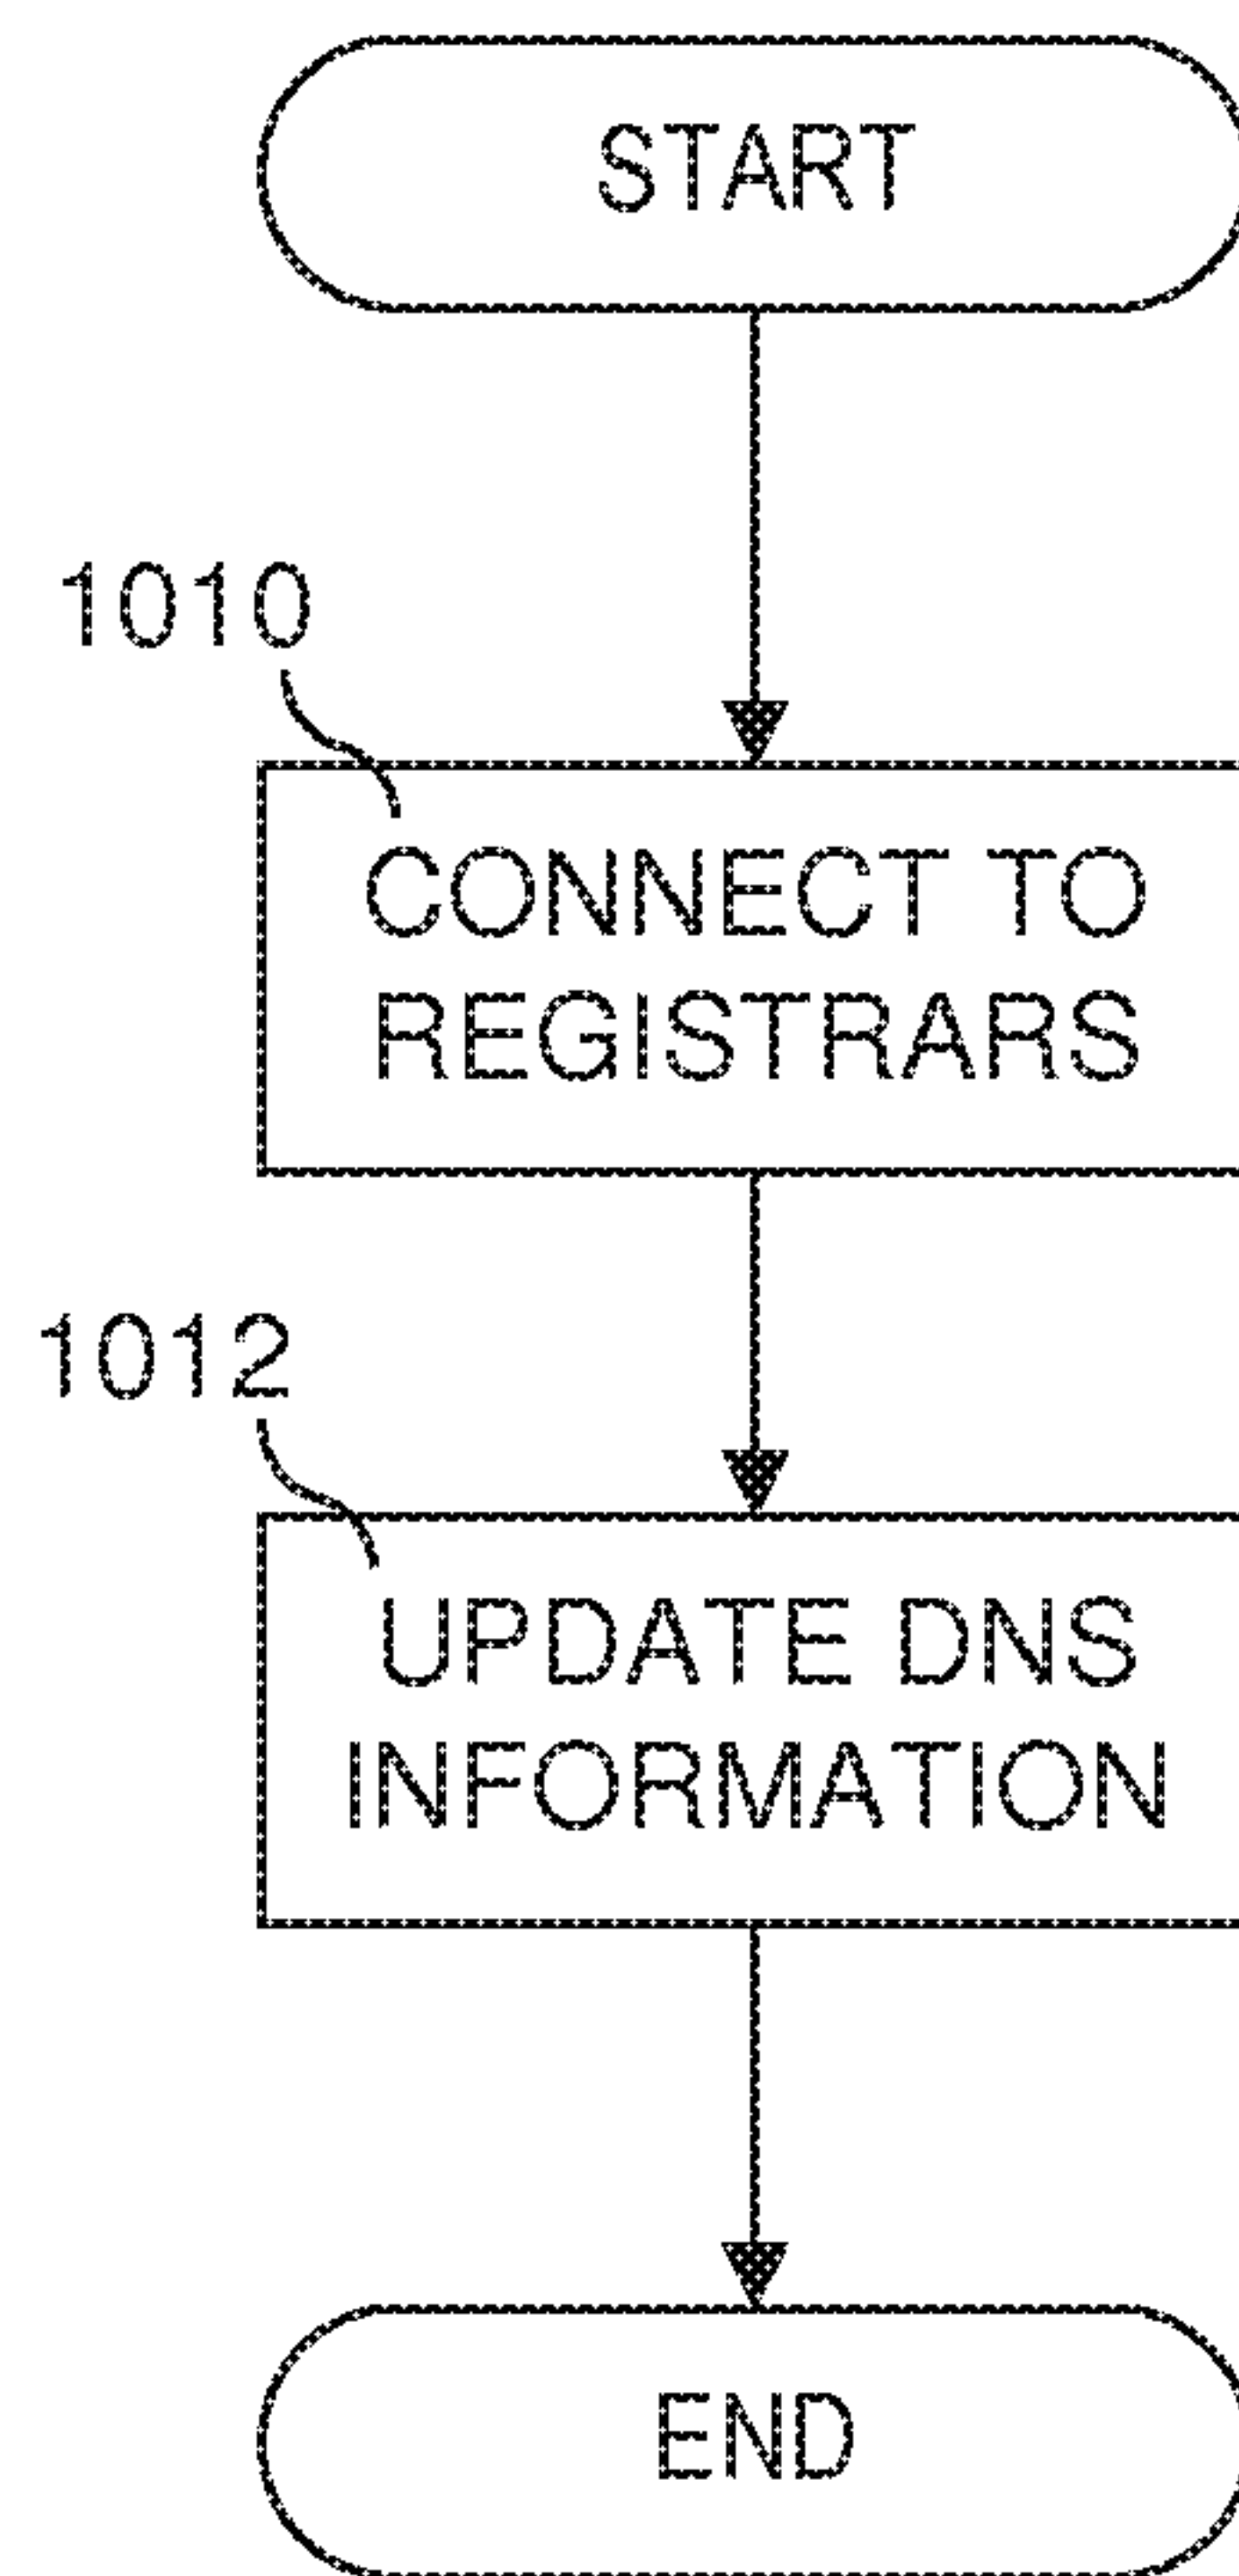 START
1010
CONNECT TO
REGISTRARS
1012
UPDATE DNS
INFORMATION
END